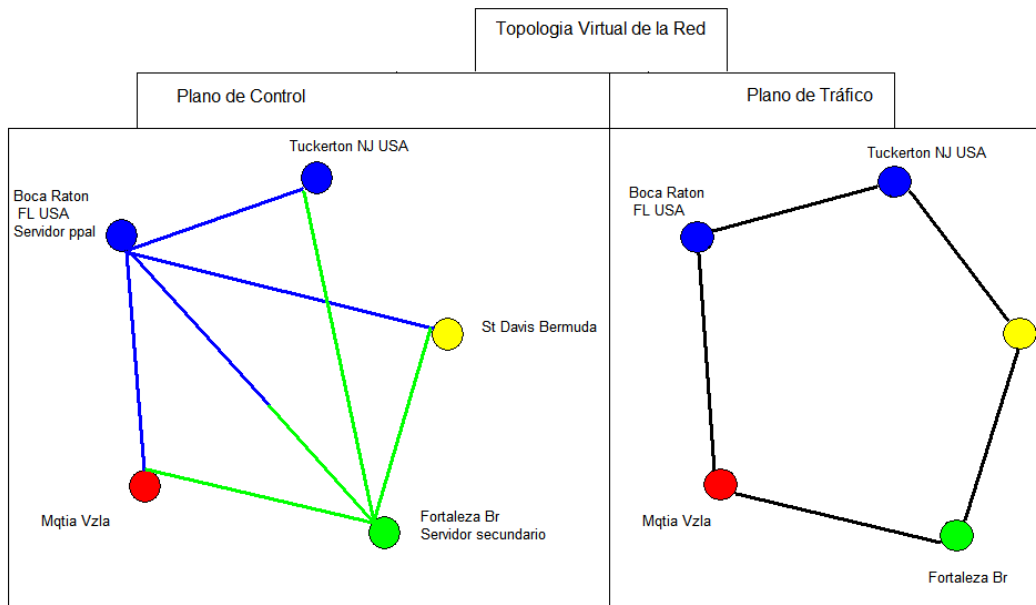 Topologia Virtual de la Red
Plano de Control
Plano de Tráfico
Tuckerton NJ USA
Boca Raton
FL USA
Servidor ppal
St Davis Bermuda
Mqtia Vzla
Fortaleza Br
Servidor secundario
Tuckerton NJ USA
Boca Raton
FL USA
Mqtia Vzla
Fortaleza Br